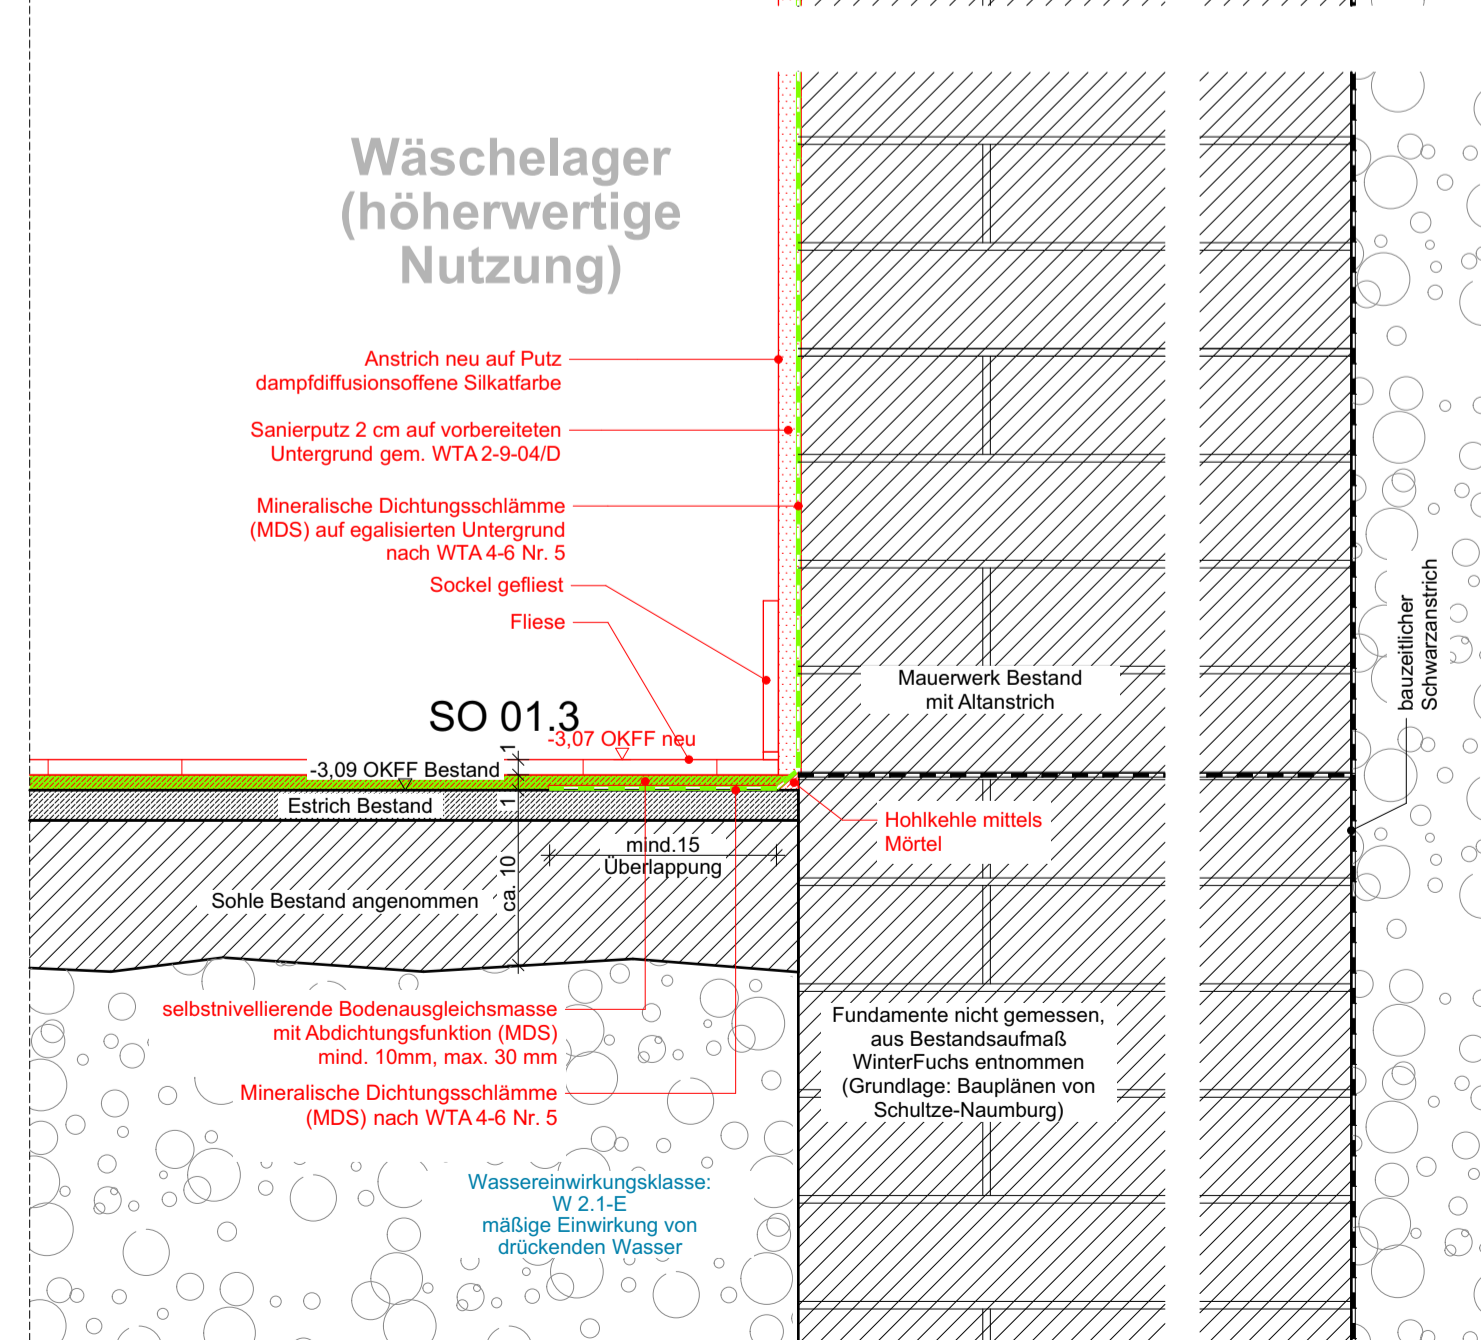 Wäschelager
(höherwertige
Nutzung)
Anstrich neu auf Putz
dampfdiffusionsoffene Silkatfarbe
Sanierputz 2 cm auf vorbereiteten
Untergrund gem. WTA 2-9-04/D
Mineralische Dichtungsschlämme
(MDS) auf egalisierten Untergrund
nach WTA 4-6 Nr. 5
Sockel gefliest
Fliese
bauzeitlicher
Schwarzanstrich
Mauerwerk Bestand
mit Altanstrich
SO 01.3
-3,07 OKFF neu
1
-3,09 OKFF Bestand
Estrich Bestand
1
Hohlkehle mittels
Mörtel
mind.15
Überlappung
ca. 10
Sohle Bestand angenommen
selbstnivellierende Bodenausgleichsmasse
mit Abdichtungsfunktion (MDS)
mind. 10mm, max. 30 mm
Mineralische Dichtungsschlämme
(MDS) nach WTA 4-6 Nr. 5
Fundamente nicht gemessen,
aus Bestandsaufmaß
WinterFuchs entnommen
(Grundlage: Bauplänen von
Schultze-Naumburg)
Wassereinwirkungsklasse:
W 2.1-E
mäßige Einwirkung von
drückenden Wasser